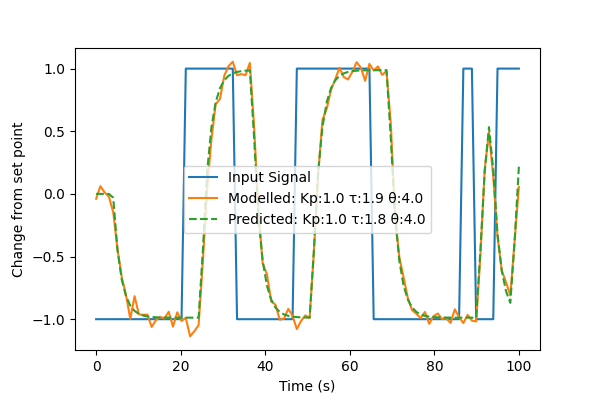 1.0
0.5
0.0
−0.5
−1.0
Change from set point
Input Signal
Modelled: Kp:1.0 τ:1.9 θ:4.0
Predicted: Kp:1.0 τ:1.8 θ:4.0
0 20 40 60 80 100
Time (s)